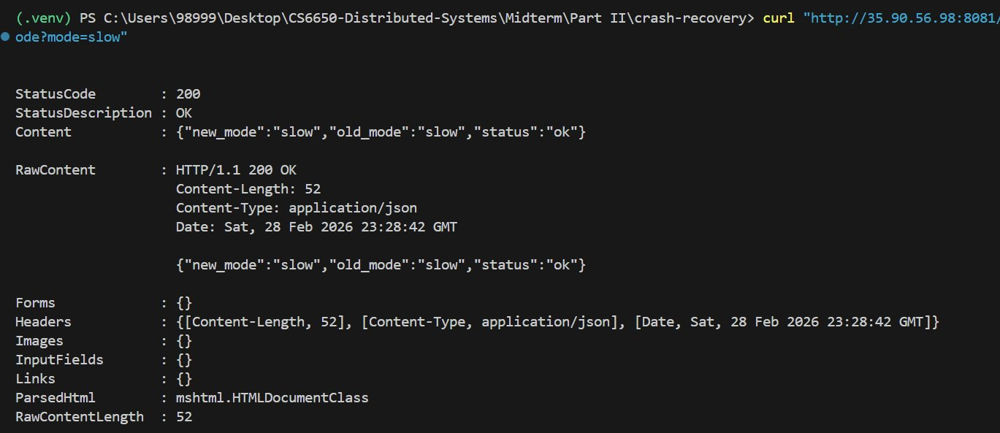 (.venv) PS C:\Users\98999\Desktop\CS6650-Distributed-Systems\Midterm\Part II\crash-recovery> curl "http://35.90.56.98:8081/
ode?mode=slow"
StatusCode        : 200
StatusDescription : OK
Content           : {"new_mode":"slow","old_mode":"slow","status":"ok"}
RawContent        : HTTP/1.1 200 OK
                    Content-Length: 52
                    Content-Type: application/json
                    Date: Sat, 28 Feb 2026 23:28:42 GMT
                    {"new_mode":"slow","old_mode":"slow","status":"ok"}
Forms             : {}
Headers           : {[Content-Length, 52], [Content-Type, application/json], [Date, Sat, 28 Feb 2026 23:28:42 GMT]}
Images            : {}
InputFields       : {}
Links             : {}
ParsedHtml        : mshtml.HTMLDocumentClass
RawContentLength  : 52